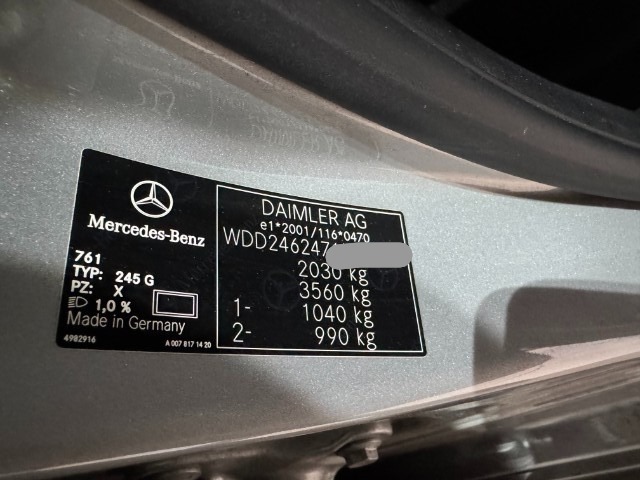 Mercedes-Benz
761
TYP: 245 G
PZ: X
1,0 %
Made in Germany
4982916
A 007 817 14 20
DAIMLER AG
e1*2001/116*0470
WDD246247
2030 kg
3560 kg
1- 1040 kg
2- 990 kg